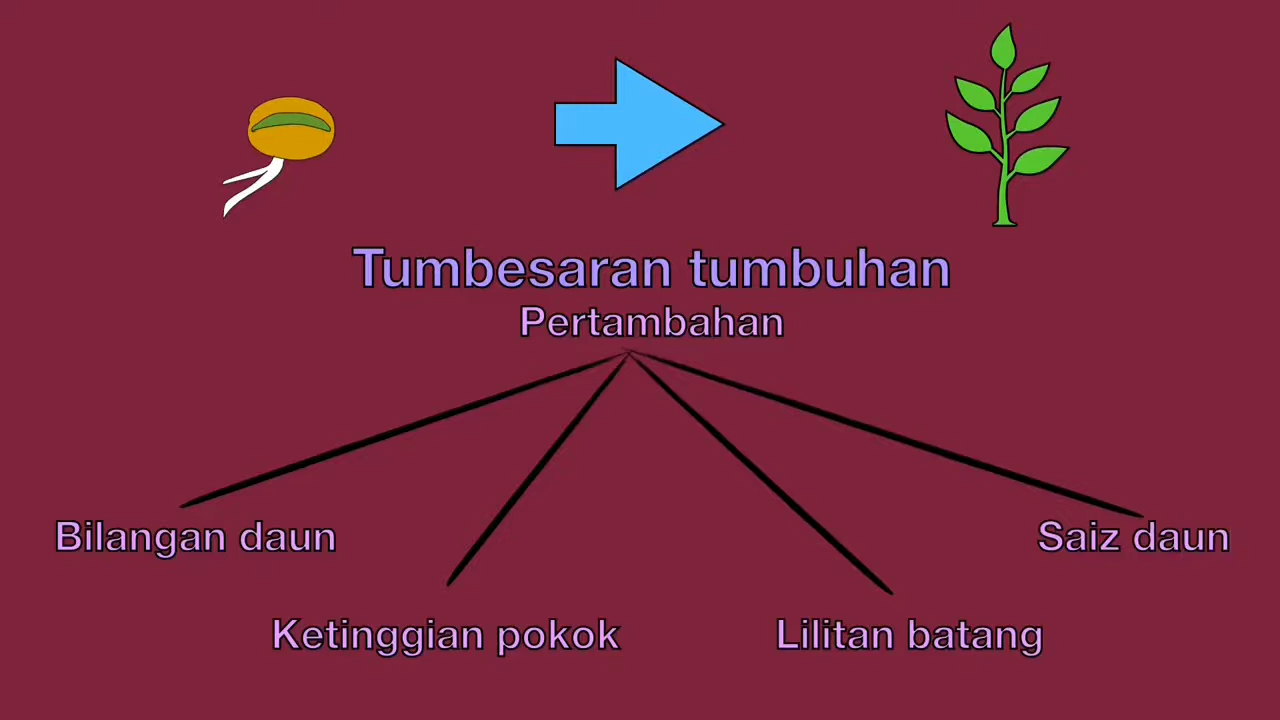 Tumbesaran tumbuhan
Pertambahan
Bilangan daun
Saiz daun
Ketinggian pokok
Lilitan batang